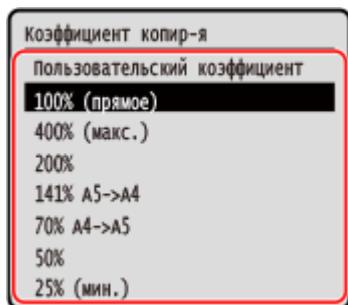 Коэффициент копир-я
Пользовательский коэффициент
100% (прямое)
400% (макс.)
200%
141% A5->A4
70% A4->A5
50%
25% (мин.)